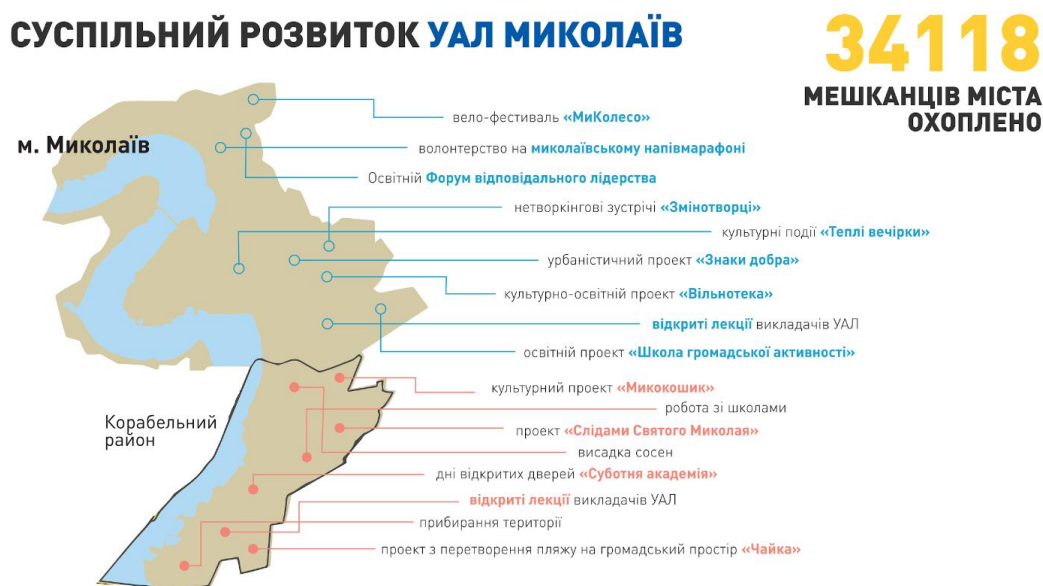 СУСПІЛЬНИЙ РОЗВИТОК УАЛ МИКОЛАЇВ
34118
МЕШКАНЦІВ МІСТА
ОХОПЛЕНО
м. Миколаїв
вело-фестиваль «МиКолесо»
волонтерство на миколаївському напівмарафоні
Освітній Форум відповідального лідерства
нетворкінгові зустрічі «Змінотворці»
культурні події «Теплі вечірки»
урбаністичний проект «Знаки добра»
культурно-освітній проект «Вільнотека»
відкриті лекції викладачів УАЛ
освітній проект «Школа громадської активності»
Корабельний
район
культурний проект «Микокошик»
робота зі школами
проект «Слідами Святого Миколая»
висадка сосен
дні відкритих дверей «Суботня академія»
відкриті лекції викладачів УАЛ
прибирання території
проект з перетворення пляжу на громадський простір «Чайка»